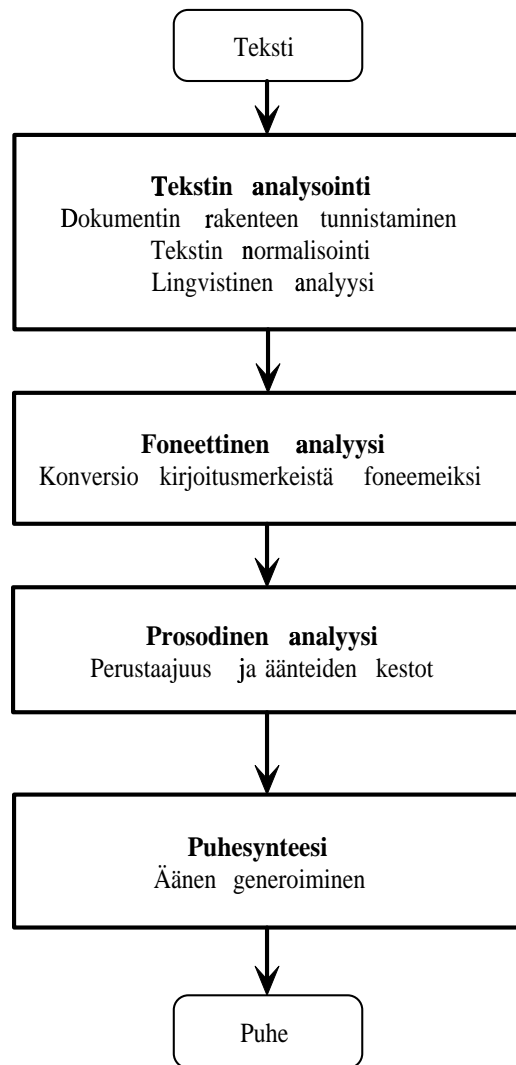 Teksti
Tekstin analysointi
Dokumentin rakenteen tunnistaminen
Tekstin normalisointi
Lingvistinen analyysi
Foneettinen analyysi
Konversio kirjoitusmerkeistä foneemeiksi
Prosodinen analyysi
Perustaajuus ja äänteiden kestot
Puhesynteesi
Äänen generoiminen
Puhe